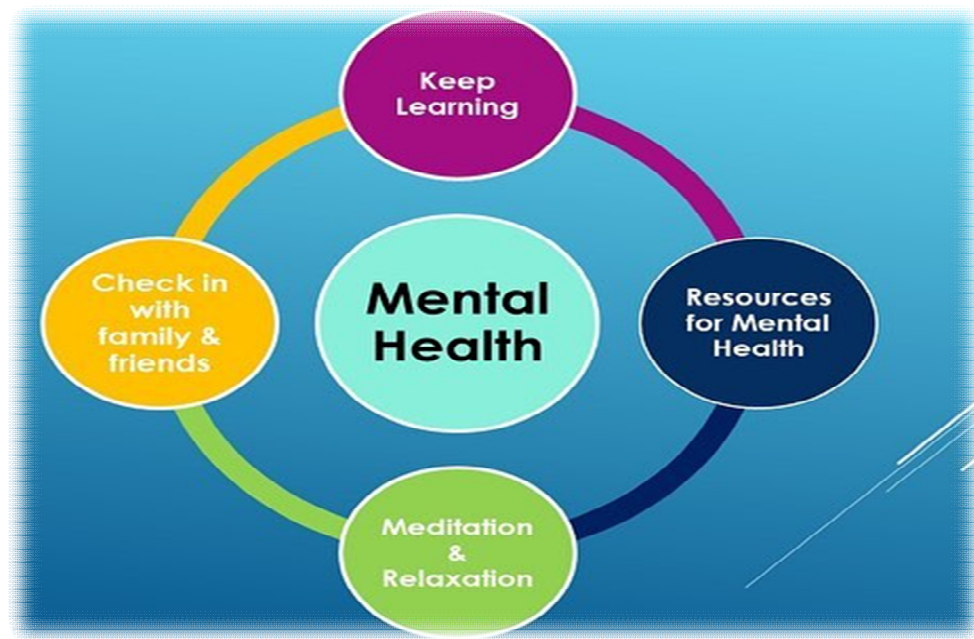 Keep
Learning
Mental
Health
Resources
for Mental
Health
Meditation
&
Relaxation
Check in
with
family &
friends